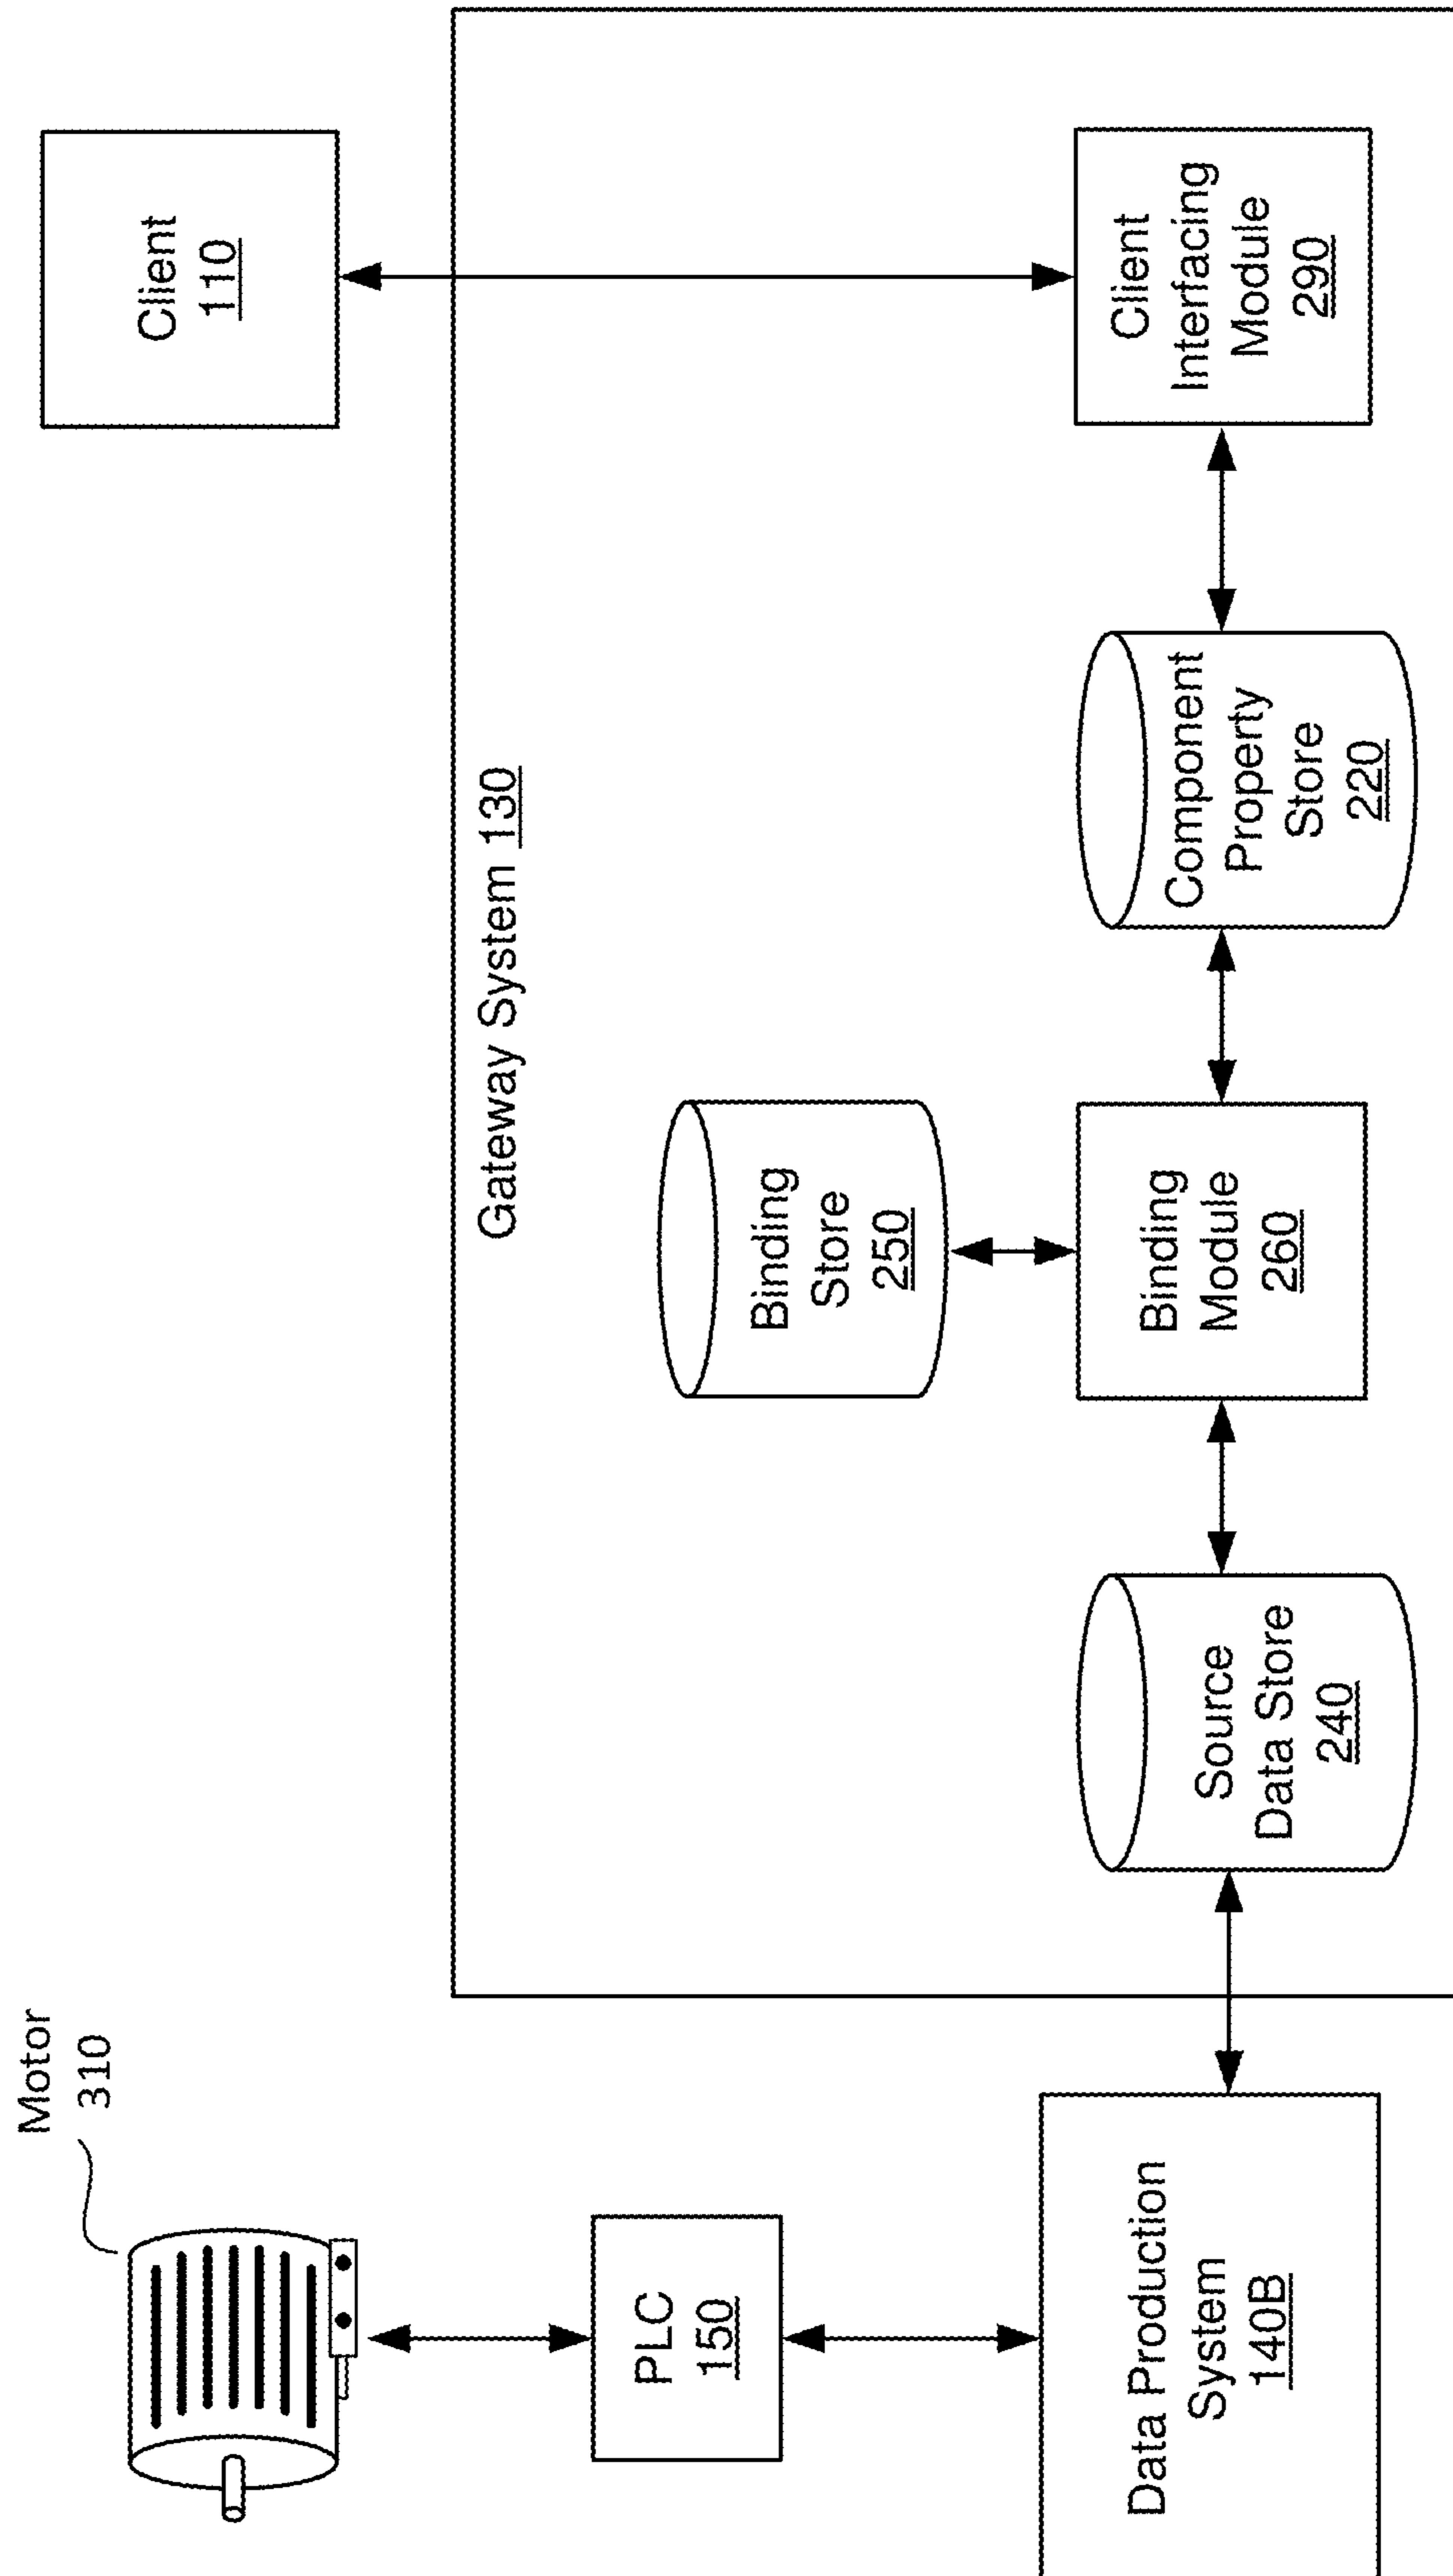 Motor
310
PLC
150
Data Production
System
140B
Gateway System 130
Source
Data Store
240
Binding
Store
250
Binding
Module
260
Component
Property
Store
220
Client
Interfacing
Module
290
Client
110